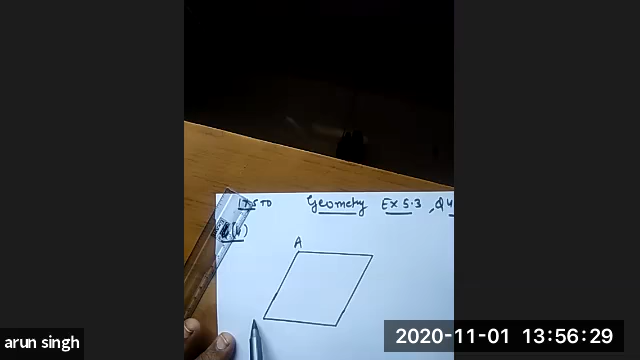 Geometry Ex 5.3, Q4
A
arun singh
2020-11-01 13:56:29